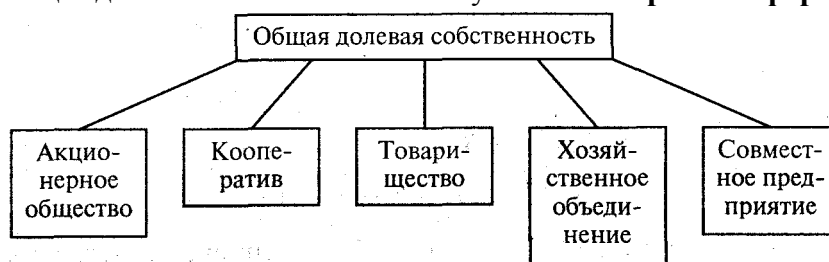 Общая долевая собственность
Акцио-
нерное
общество
Коопе-
ратив
Товари-
щество
Хозяй-
ственное
объеди-
нение
Совмест-
ное пред-
приятие